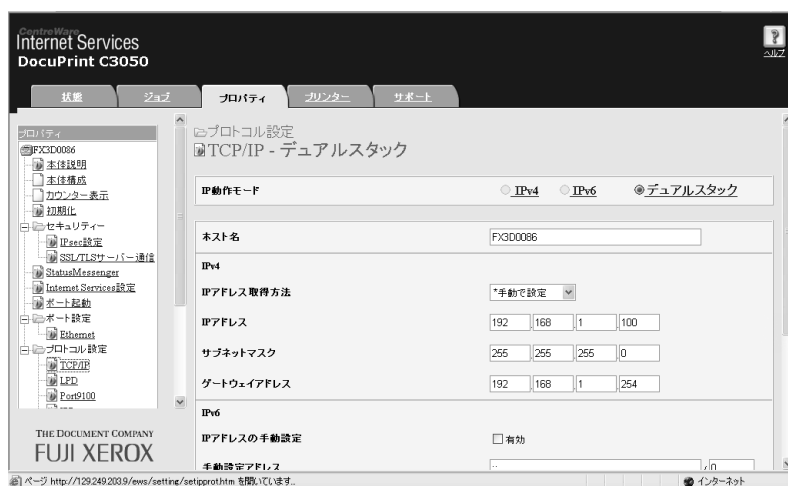 CentreWare
Internet Services
DocuPrint C3050
ヘルプ
状態 ジョブ プロパティ プリンター サポート
プロパティ
FX3D0086
本体説明
本体構成
カウンター表示
初期化
セキュリティー
IPsec設定
SSL/TLSサーバー通信
StatusMessenger
Internet Services設定
ポート起動
ポート設定
Ethernet
プロトコル設定
TCP/IP
LPD
Port9100
THE DOCUMENT COMPANY
FUJI XEROX
プロトコル設定
TCP/IP - デュアルスタック
IP動作モード IPv4 IPv6 デュアルスタック
ホスト名 FX3D0086
IPv4
IPアドレス取得方法 *手動で設定
IPアドレス 192 .168 .1 .100
サブネットマスク 255 .255 .255 .0
ゲートウェイアドレス 192 .168 .1 .254
IPv6
IPアドレスの手動設定 有効
手動設定アドレス :: / 0
ページ http://129.249.203.9/ews/setting/setipprot.htm を開いています... インターネット